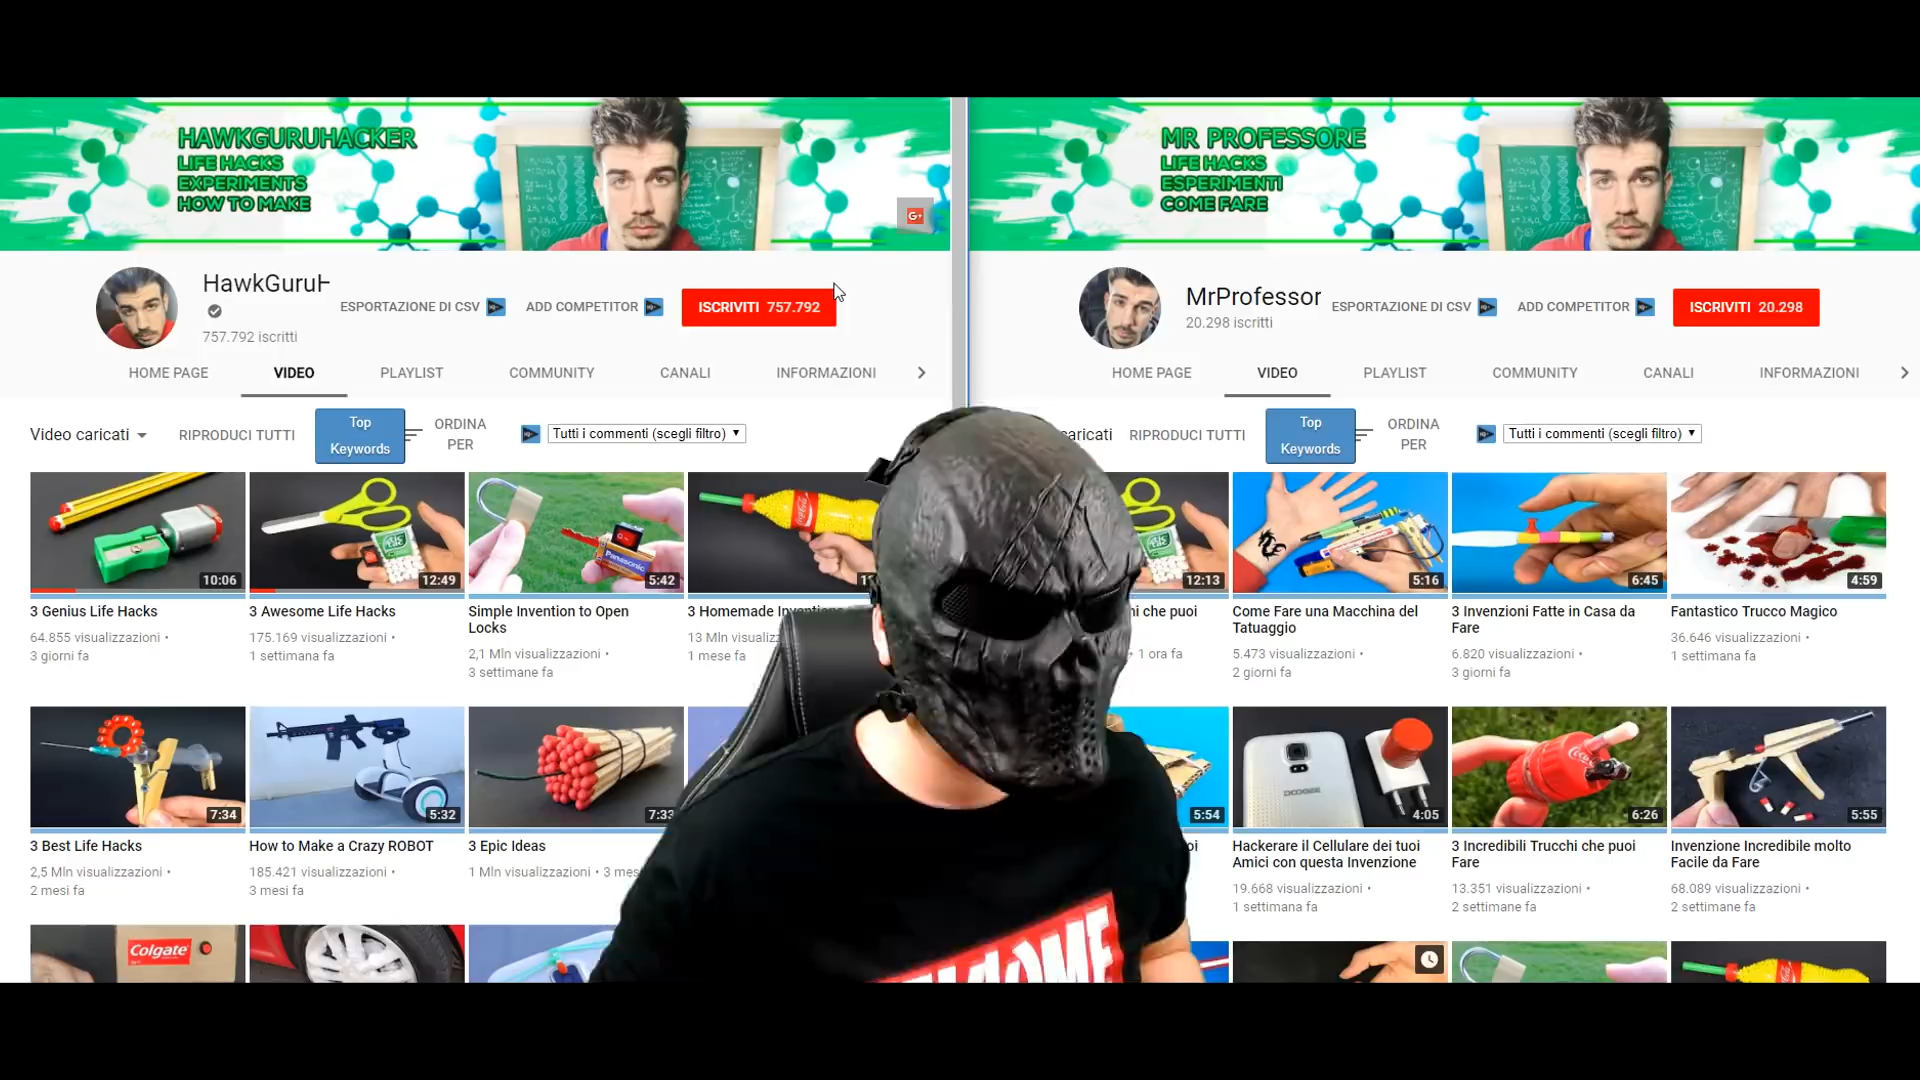 HAWKGURUHACKER
LIFE HACKS
EXPERIMENTS
HOW TO MAKE
G+
HawkGuruH
757.792 iscritti
ESPORTAZIONE DI CSV
ADD COMPETITOR
ISCRIVITI 757.792
HOME PAGE
VIDEO
PLAYLIST
COMMUNITY
CANALI
INFORMAZIONI
Video caricati
RIPRODUCI TUTTI
Top
Keywords
ORDINA
PER
Tutti i commenti (scegli filtro)
10:06
3 Genius Life Hacks
64.855 visualizzazioni •
3 giorni fa
12:49
3 Awesome Life Hacks
175.169 visualizzazioni •
1 settimana fa
Panasonic
5:42
Simple Invention to Open
Locks
2,1 Mln visualizzazioni •
3 settimane fa
3 Homemade Inventions
13 Mln visualizz
1 mese fa
7:34
3 Best Life Hacks
2,5 Mln visualizzazioni •
2 mesi fa
5:32
How to Make a Crazy ROBOT
185.421 visualizzazioni •
3 mesi fa
7:33
3 Epic Ideas
1 Mln visualizzazioni • 3 mes
Colgate
MR PROFESSORE
LIFE HACKS
ESPERIMENTI
COME FARE
MrProfessor
20.298 iscritti
ESPORTAZIONE DI CSV
ADD COMPETITOR
ISCRIVITI 20.298
HOME PAGE
VIDEO
PLAYLIST
COMMUNITY
CANALI
INFORMAZIONI
caricati
RIPRODUCI TUTTI
Top
Keywords
ORDINA
PER
Tutti i commenti (scegli filtro)
12:13
che puoi
• 1 ora fa
5:16
Come Fare una Macchina del
Tatuaggio
5.473 visualizzazioni •
2 giorni fa
6:45
3 Invenzioni Fatte in Casa da
Fare
6.820 visualizzazioni •
3 giorni fa
4:59
Fantastico Trucco Magico
36.646 visualizzazioni •
1 settimana fa
5:54
DOOGEE
4:05
Hackerare il Cellulare dei tuoi
Amici con questa Invenzione
19.668 visualizzazioni •
1 settimana fa
6:26
3 Incredibili Trucchi che puoi
Fare
13.351 visualizzazioni •
2 settimane fa
5:55
Invenzione Incredibile molto
Facile da Fare
68.089 visualizzazioni •
2 settimane fa